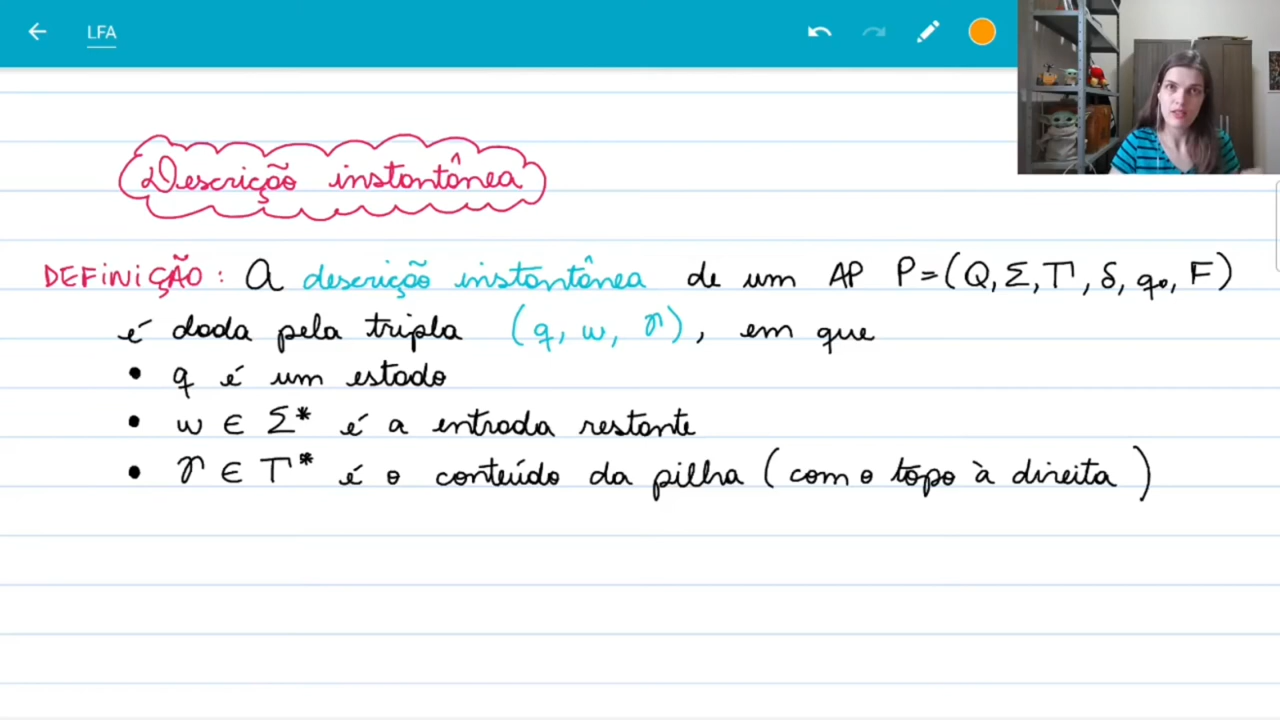 LFA
Descrição instantânea
DEFINIÇÃO: A descrição instantânea de um AP P=(Q, Σ, Γ, δ, q₀, F)
é dada pela tripla (q, w, γ), em que
• q é um estado
• w ∈ Σ* é a entrada restante
• γ ∈ Γ* é o conteúdo da pilha (com o topo à direita)